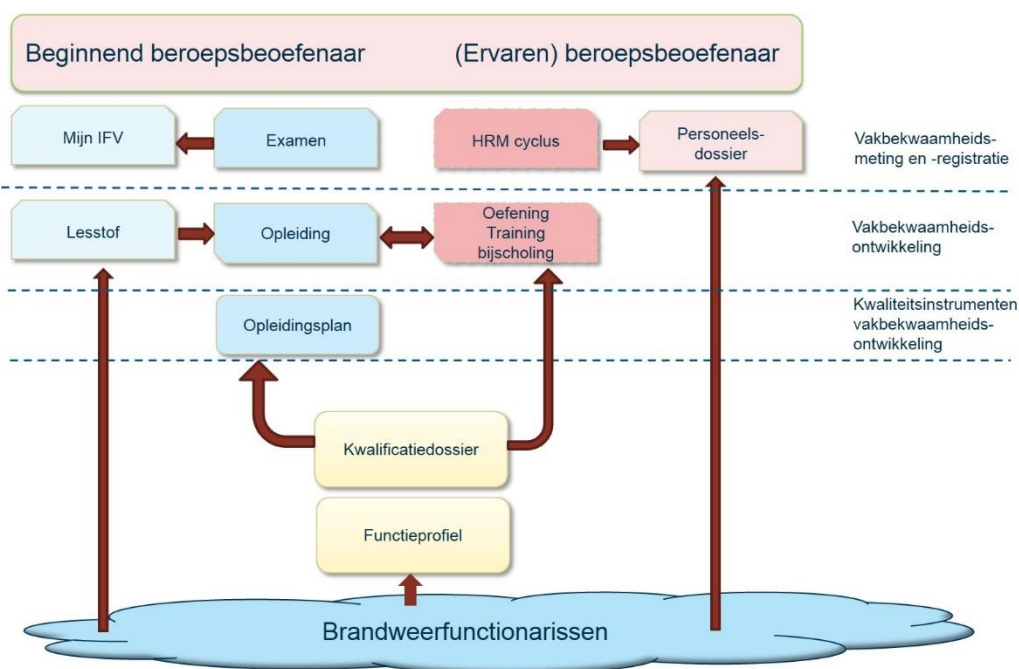 Beginnend beroepsbeoefenaar
(Ervaren) beroepsbeoefenaar
Mijn IFV
Examen
HRM cyclus
Personeels-
dossier
Vakbekwaamheids-
meting en -registratie
Lesstof
Opleiding
Oefening
Training
bijscholing
Vakbekwaamheids-
ontwikkeling
Opleidingsplan
Kwaliteitsinstrumenten
vakbekwaamheids-
ontwikkeling
Kwalificatiedossier
Functieprofiel
Brandweerfunctionarissen